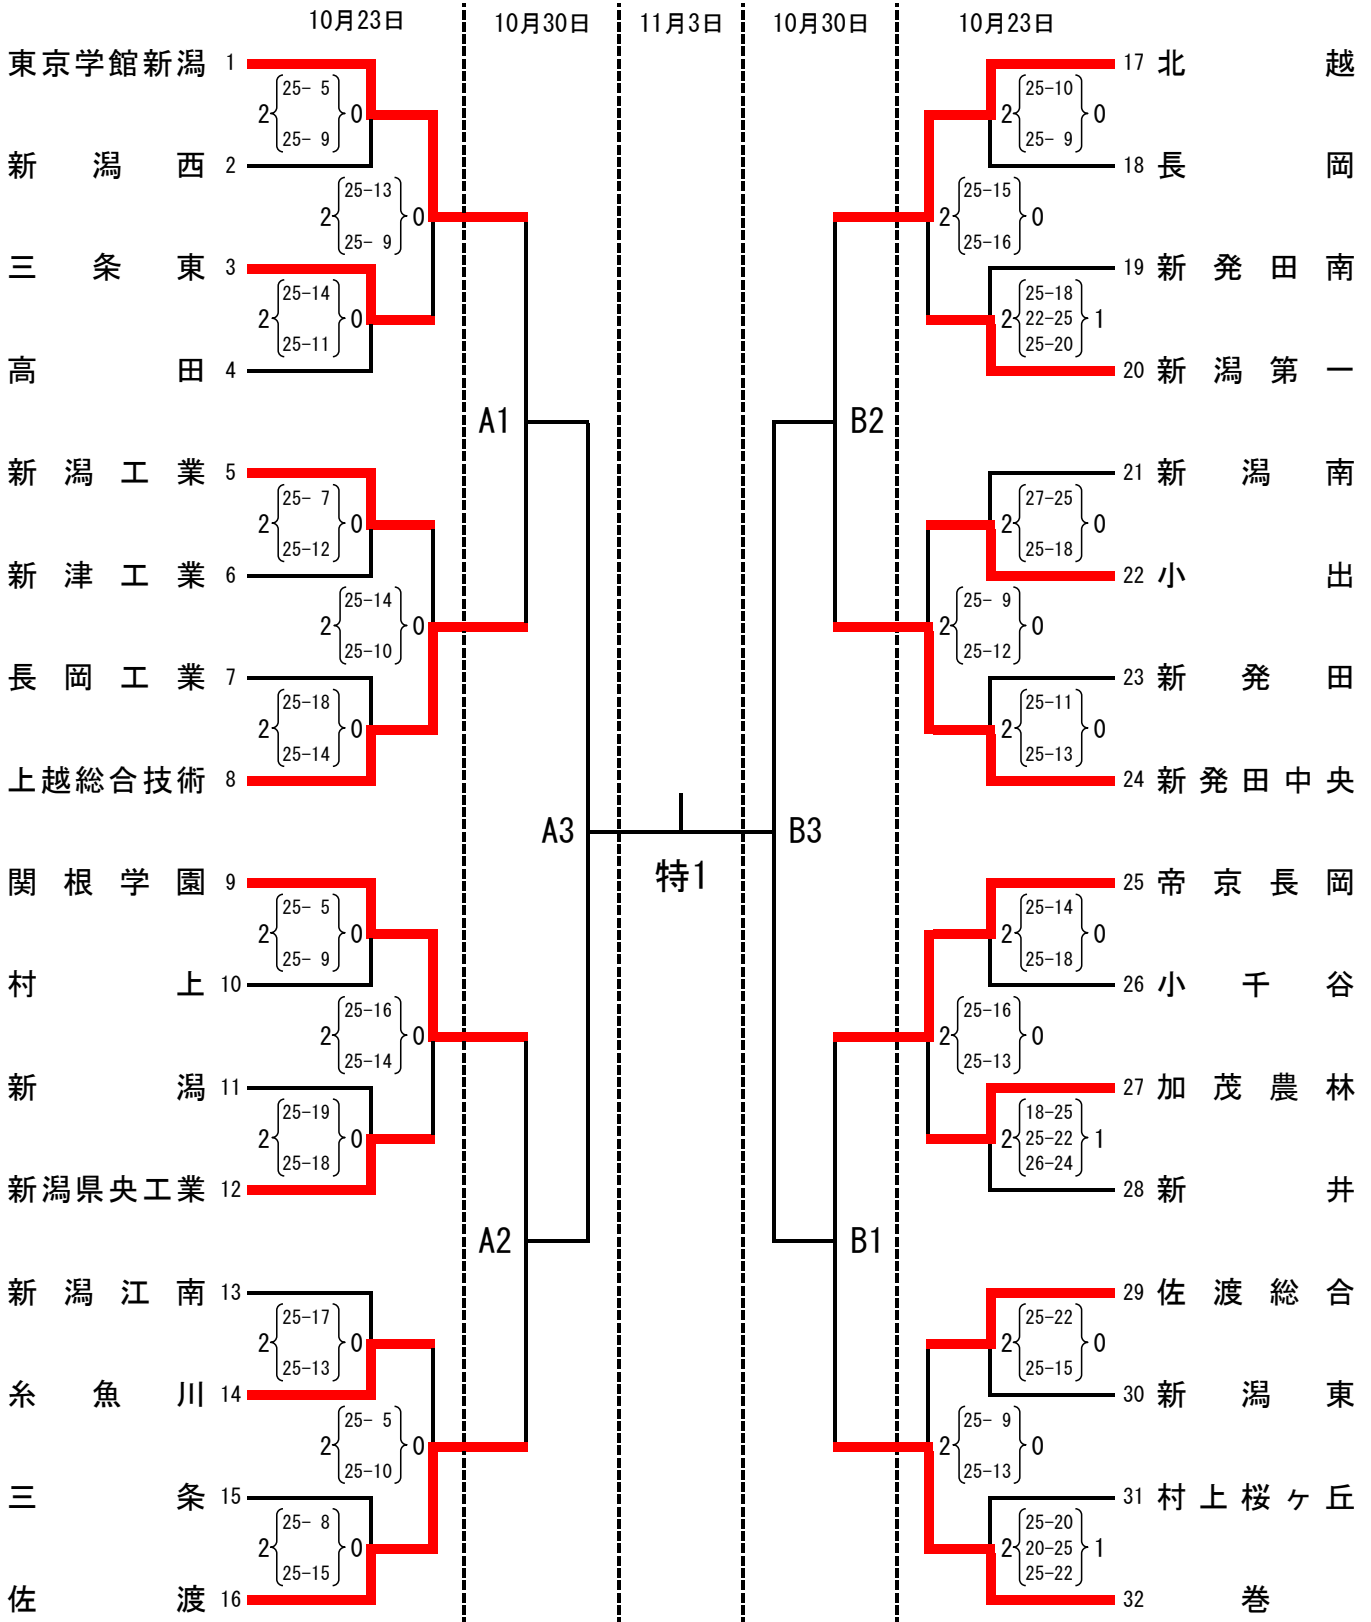 10月23日 10月30日 11月3日 10月30日 10月23日
東京学館新潟 1
2 25- 5 0
25- 9
新潟西 2
2 25-13 0
25- 9
三条東 3
2 25-14 0
25-11
高田 4
A1
新潟工業 5
2 25- 7 0
25-12
新津工業 6
2 25-14 0
25-10
長岡工業 7
2 25-18 0
25-14
上越総合技術 8
A3
関根学園 9
2 25- 5 0
25- 9
村上 10
2 25-16 0
25-14
新潟 11
2 25-19 0
25-18
新潟県央工業 12
A2
新潟江南 13
2 25-17 0
25-13
糸魚川 14
2 25- 5 0
25-10
三条 15
2 25- 8 0
25-15
佐渡 16
特1
17 北越
2 25-10 0
25- 9
18 長岡
2 25-15 0
25-16
19 新発田南
25-18
2 22-25 1
25-20
20 新潟第一
B2
21 新潟南
2 27-25 0
25-18
22 小出
2 25- 9 0
25-12
23 新発田
2 25-11 0
25-13
24 新発田中央
B3
25 帝京長岡
2 25-14 0
25-18
26 小千谷
2 25-16 0
25-13
27 加茂農林
18-25
2 25-22 1
26-24
28 新井
B1
29 佐渡総合
2 25-22 0
25-15
30 新潟東
2 25- 9 0
25-13
31 村上桜ヶ丘
25-20
2 20-25 1
25-22
32 巻